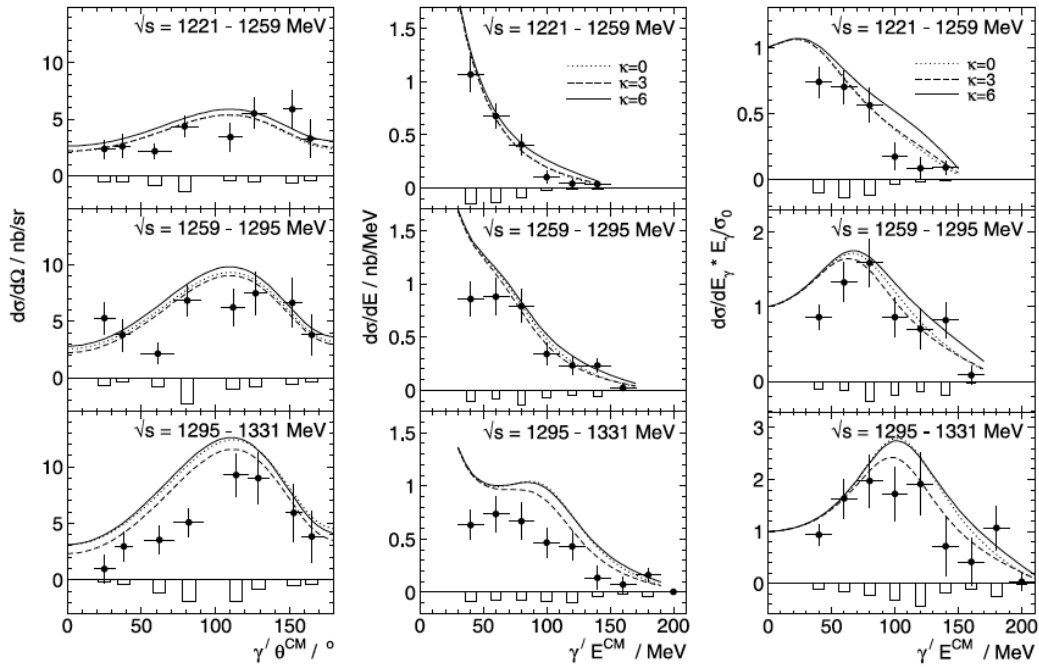 √s = 1221 - 1259 MeV
10
5
0
√s = 1259 - 1295 MeV
10
5
0
√s = 1295 - 1331 MeV
10
5
0
0 50 100 150
dσ/dΩ / nb/sr
γ′ θCM / °
√s = 1221 - 1259 MeV
κ=0
κ=3
κ=6
1.5
1
0.5
0
√s = 1259 - 1295 MeV
1.5
1
0.5
0
√s = 1295 - 1331 MeV
1.5
1
0.5
0
0 50 100 150 200
dσ/dE / nb/MeV
γ′ ECM / MeV
√s = 1221 - 1259 MeV
κ=0
κ=3
κ=6
1
0.5
0
√s = 1259 - 1295 MeV
2
1
0
√s = 1295 - 1331 MeV
3
2
1
0
0 50 100 150 200
dσ/dEγ * Eγ/σ0
γ′ ECM / MeV